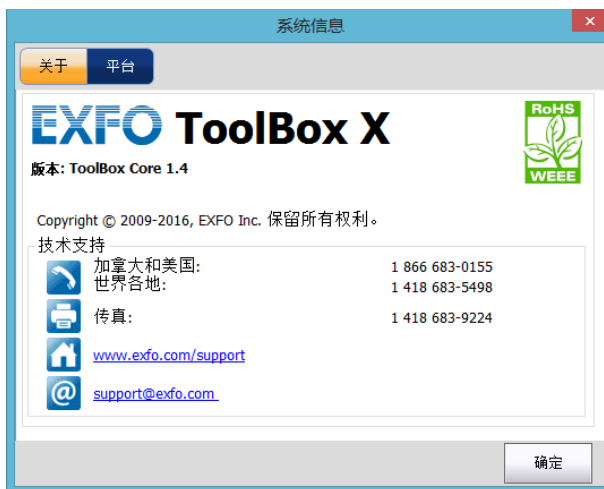 系统信息
关于 平台
EXFO ToolBox X
RoHS
WEEE
版本: ToolBox Core 1.4
Copyright © 2009-2016, EXFO Inc. 保留所有权利。
技术支持
加拿大和美国: 1 866 683-0155
世界各地: 1 418 683-5498
传真: 1 418 683-9224
www.exfo.com/support
support@exfo.com
确定